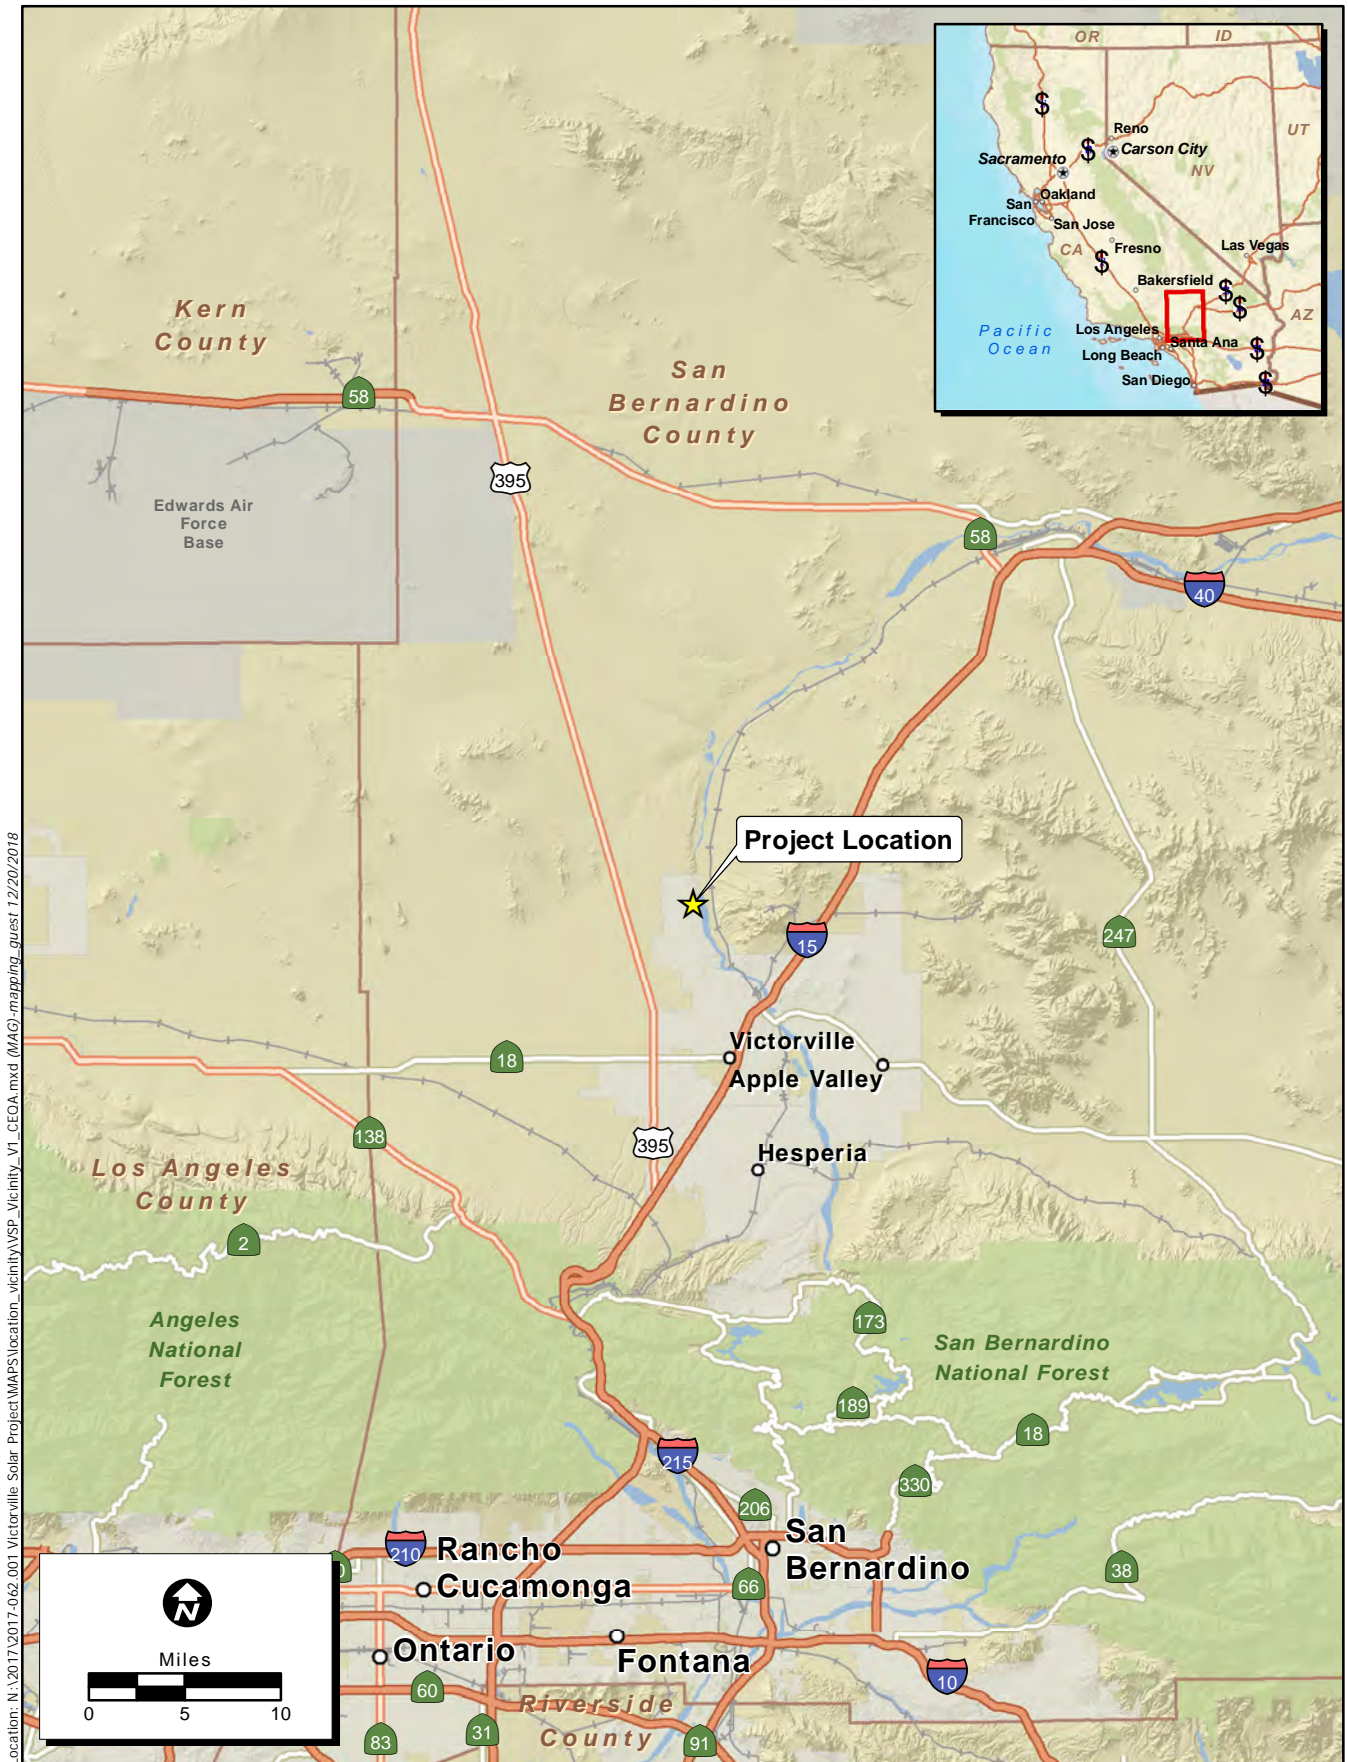 OR
ID
$
Reno
$
Carson City
UT
Sacramento
NV
Oakland
San
Francisco
San Jose
CA
Fresno
$
Las Vegas
Bakersfield
$
$
AZ
Pacific
Ocean
Los Angeles
Santa Ana
$
Long Beach
San Diego
$
Kern
County
San
Bernardino
County
58
395
Edwards Air
Force
Base
58
40
Project Location
15
247
Victorville
18
Apple Valley
138
395
Hesperia
Los Angeles
County
2
Angeles
National
Forest
173
San Bernardino
National Forest
189
18
215
330
206
San
Bernardino
210
Rancho
Cucamonga
0
38
66
N
Miles
0 5 10
Ontario
Fontana
10
60
Riverside
County
83
31
91
ocation: N:\2017\2017-062.001 Victorville Solar Project\MAPS\location_vicinity\VSP_Vicinity_V1_CEQA.mxd (MAG)-mapping_guest 12/20/2018